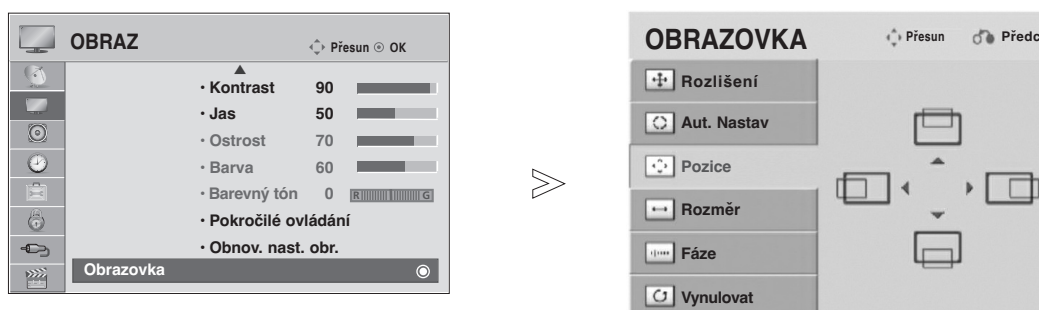 OBRAZ
Přesun OK
• Kontrast 90
• Jas 50
• Ostrost 70
• Barva 60
• Barevný tón 0 R G
• Pokročilé ovládání
• Obnov. nast. obr.
Obrazovka
OBRAZOVKA
Přesun Předc
Rozlišení
Aut. Nastav
Pozice
Rozměr
Fáze
Vynulovat